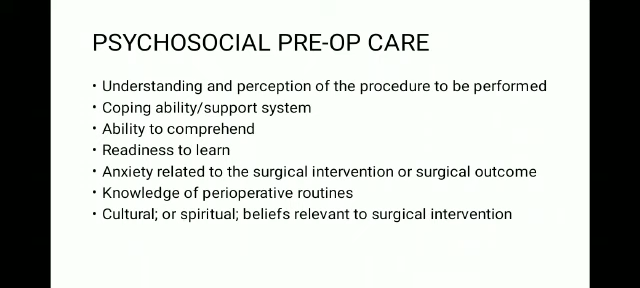 PSYCHOSOCIAL PRE-OP CARE
• Understanding and perception of the procedure to be performed
• Coping ability/support system
• Ability to comprehend
• Readiness to learn
• Anxiety related to the surgical intervention or surgical outcome
• Knowledge of perioperative routines
• Cultural; or spiritual; beliefs relevant to surgical intervention